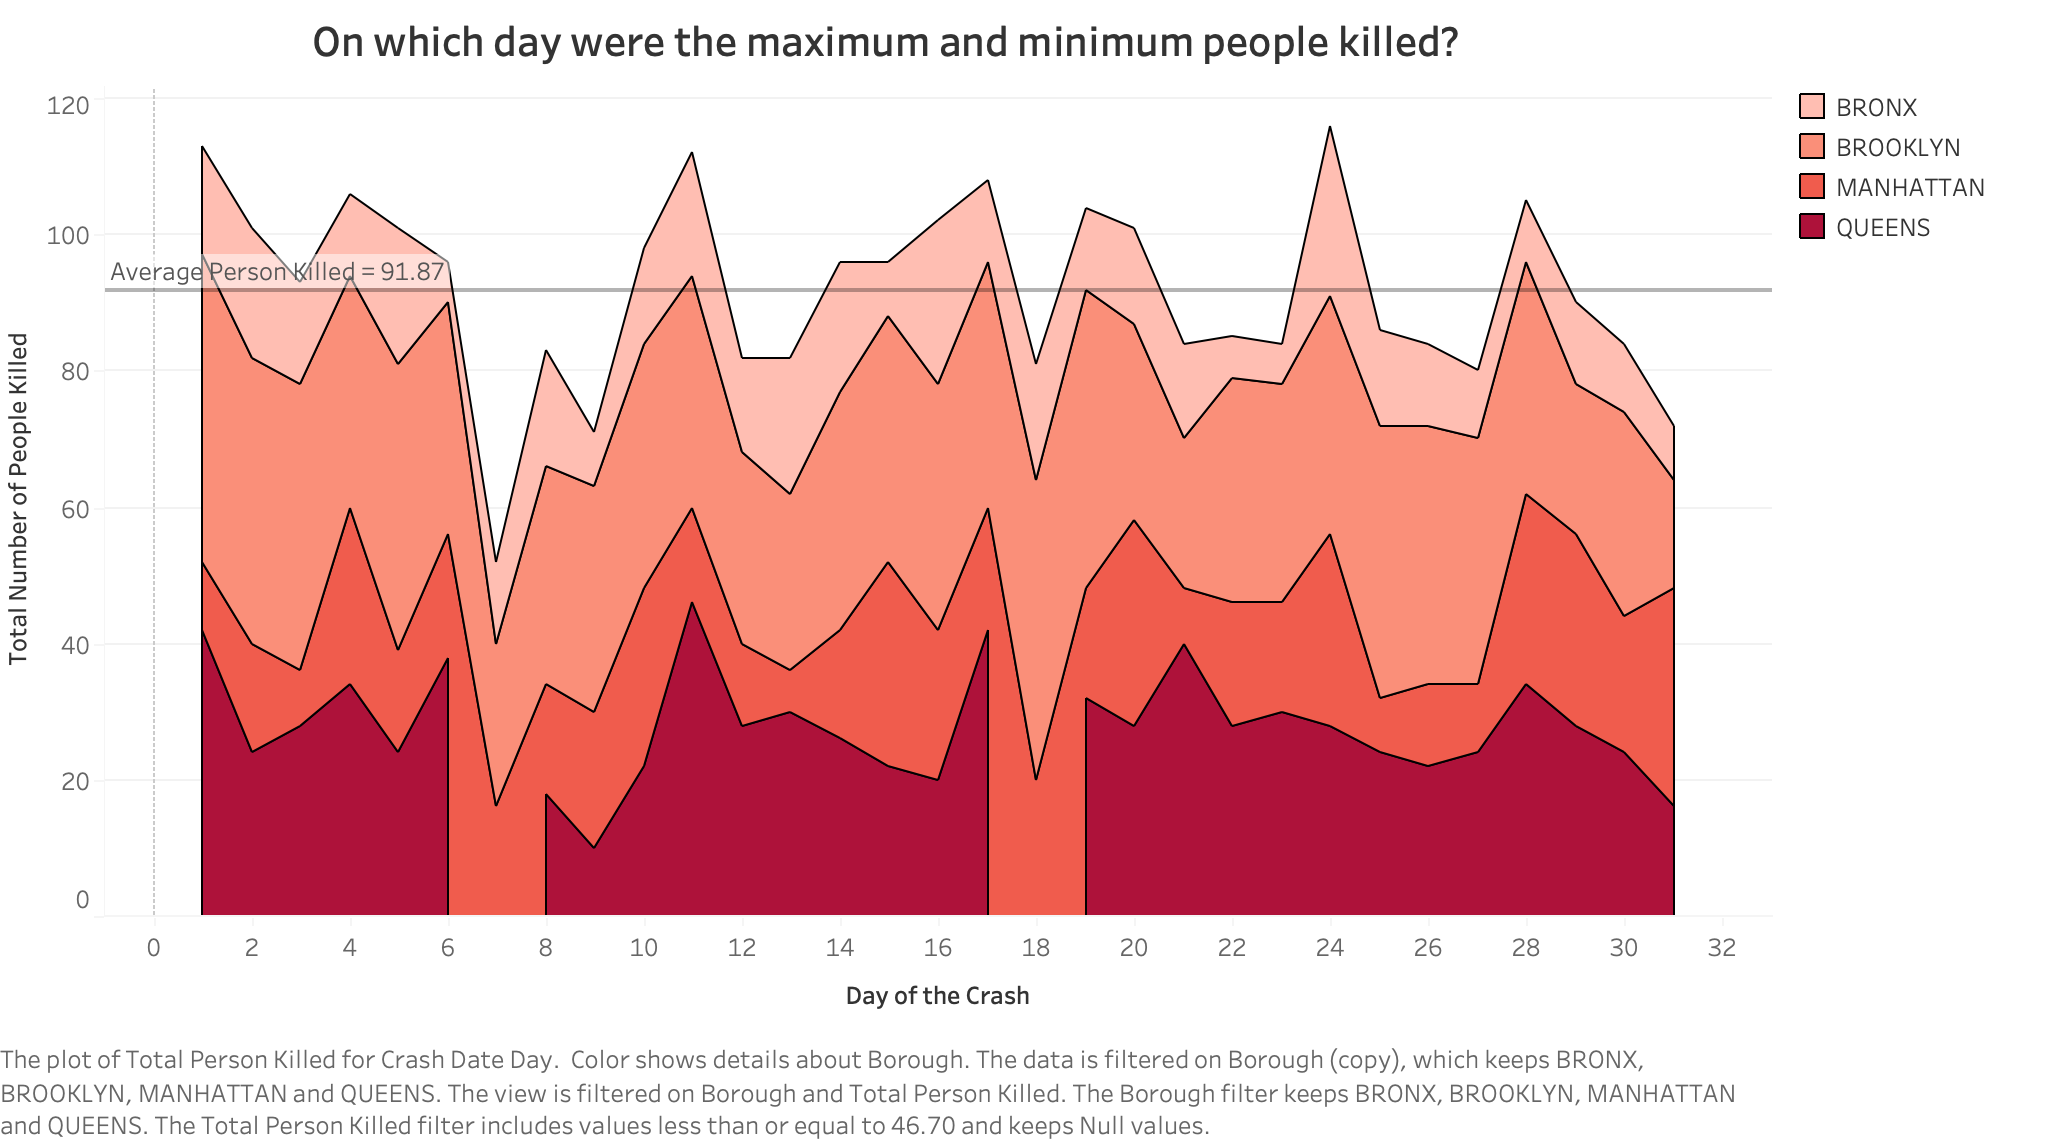 On which day were the maximum and minimum people killed?
BRONX
BROOKLYN
MANHATTAN
QUEENS
Total Number of People Killed
120
100
80
60
40
20
0
Average Person Killed = 91.87
0 2 4 6 8 10 12 14 16 18 20 22 24 26 28 30 32
Day of the Crash
The plot of Total Person Killed for Crash Date Day.  Color shows details about Borough. The data is filtered on Borough (copy), which keeps BRONX,
BROOKLYN, MANHATTAN and QUEENS. The view is filtered on Borough and Total Person Killed. The Borough filter keeps BRONX, BROOKLYN, MANHATTAN
and QUEENS. The Total Person Killed filter includes values less than or equal to 46.70 and keeps Null values.